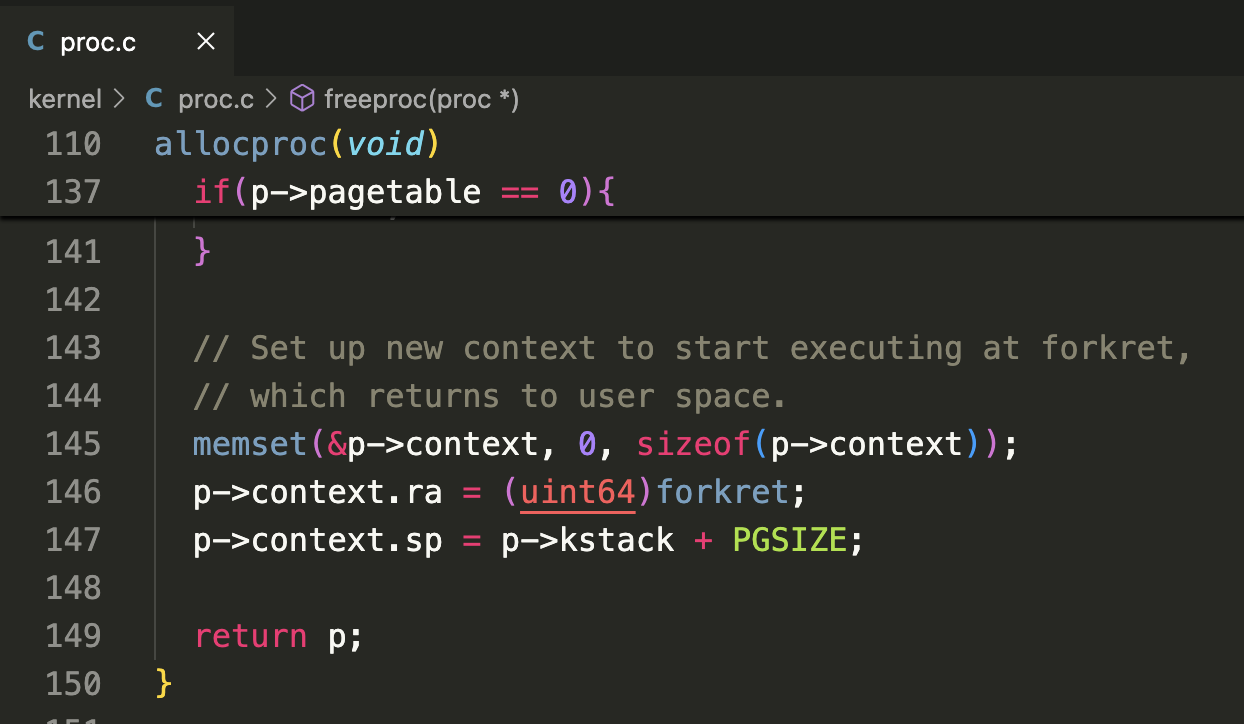 C proc.c ×
kernel > C proc.c > freeproc(proc *)
110 allocproc(void)
137 if(p->pagetable == 0){
141 }
142
143 // Set up new context to start executing at forkret,
144 // which returns to user space.
145 memset(&p->context, 0, sizeof(p->context));
146 p->context.ra = (uint64)forkret;
147 p->context.sp = p->kstack + PGSIZE;
148
149 return p;
150 }